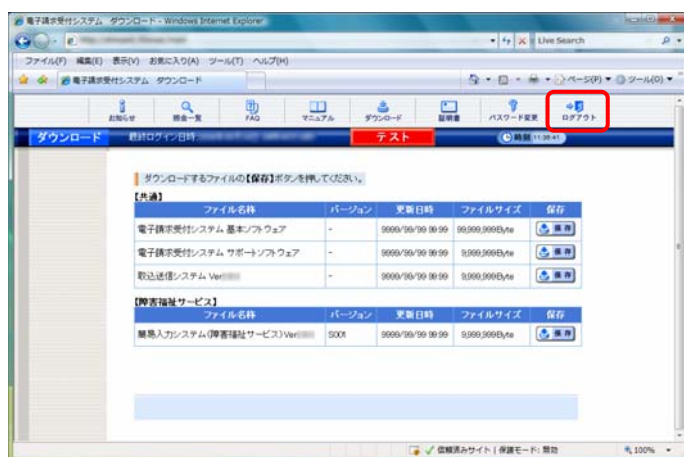 電子請求受付システム ダウンロード - Windows Internet Explorer
Live Search
ファイル(F) 編集(E) 表示(V) お気に入り(A) ツール(T) ヘルプ(H)
電子請求受付システム ダウンロード
ページ(P) ツール(O)
お知らせ 照会一覧 FAQ マニュアル ダウンロード 証明書 パスワード変更 ログアウト
ダウンロード 最終ログイン日時: テスト 時刻 11:38:41
ダウンロードするファイルの【保存】ボタンを押してください。
【共通】
ファイル名称 バージョン 更新日時 ファイルサイズ 保存
電子請求受付システム 基本ソフトウェア - 9999/99/99 99:99 99,999,999Byte 保存
電子請求受付システム サポートソフトウェア - 9999/99/99 99:99 9,999,999Byte 保存
取込送信システム Ver - 9999/99/99 99:99 9,999,999Byte 保存
【障害福祉サービス】
ファイル名称 バージョン 更新日時 ファイルサイズ 保存
簡易入力システム(障害福祉サービス)Ver S001 9999/99/99 99:99 9,999,999Byte 保存
信頼済みサイト | 保護モード: 無効 100%